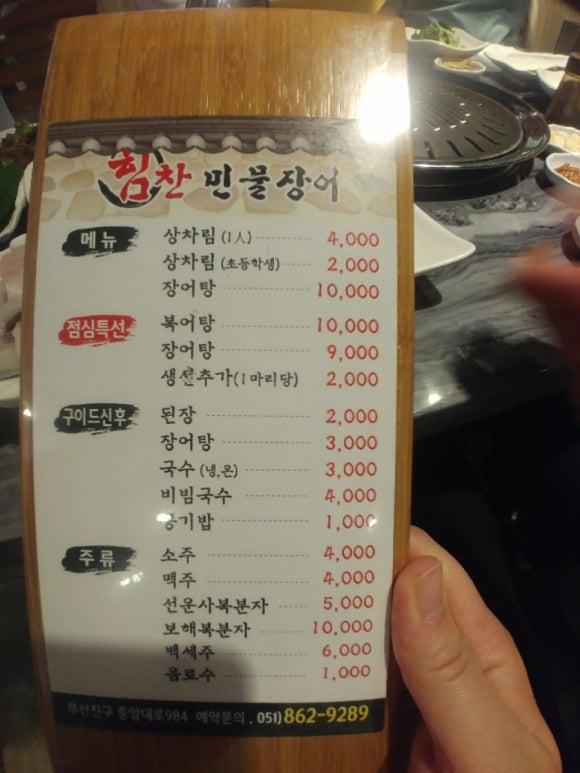 힘찬 민물장어
메뉴 상차림 (1人) 4,000
상차림 (초등학생) 2,000
장어탕 10,000
점심특선 복어탕 10,000
장어탕 9,000
생선추가 (1마리당) 2,000
구이드신후 된장 2,000
장어탕 3,000
국수 (냉,온) 3,000
비빔국수 4,000
공기밥 1,000
주류 소주 4,000
맥주 4,000
선운사복분자 5,000
보해복분자 10,000
백세주 6,000
음료수 1,000
부산진구 중앙대로984 예약문의 . 051) 862-9289